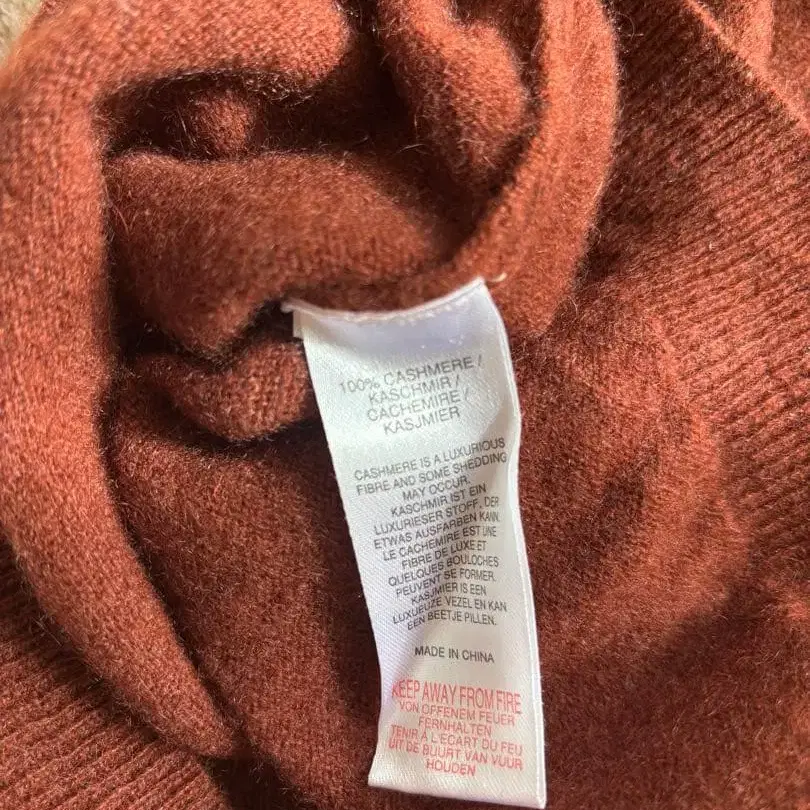 100% CASHMERE /
KASCHMIR /
CACHEMIRE /
KASJMIER
CASHMERE IS A LUXURIOUS
FIBRE AND SOME SHEDDING
MAY OCCUR.
KASCHMIR IST EIN
LUXURIESER STOFF, DER
ETWAS AUSFARBEN KANN.
LE CACHEMIRE EST UNE
FIBRE DE LUXE ET
QUELQUES BOULOCHES
PEUVENT SE FORMER.
KASJMIER IS EEN
LUXUEUZE VEZEL EN KAN
EEN BEETJE PILLEN.
MADE IN CHINA
KEEP AWAY FROM FIRE
VON OFFENEM FEUER
FERNHALTEN
TENIR À L'ECART DU FEU
UIT DE BUURT VAN VUUR
HOUDEN